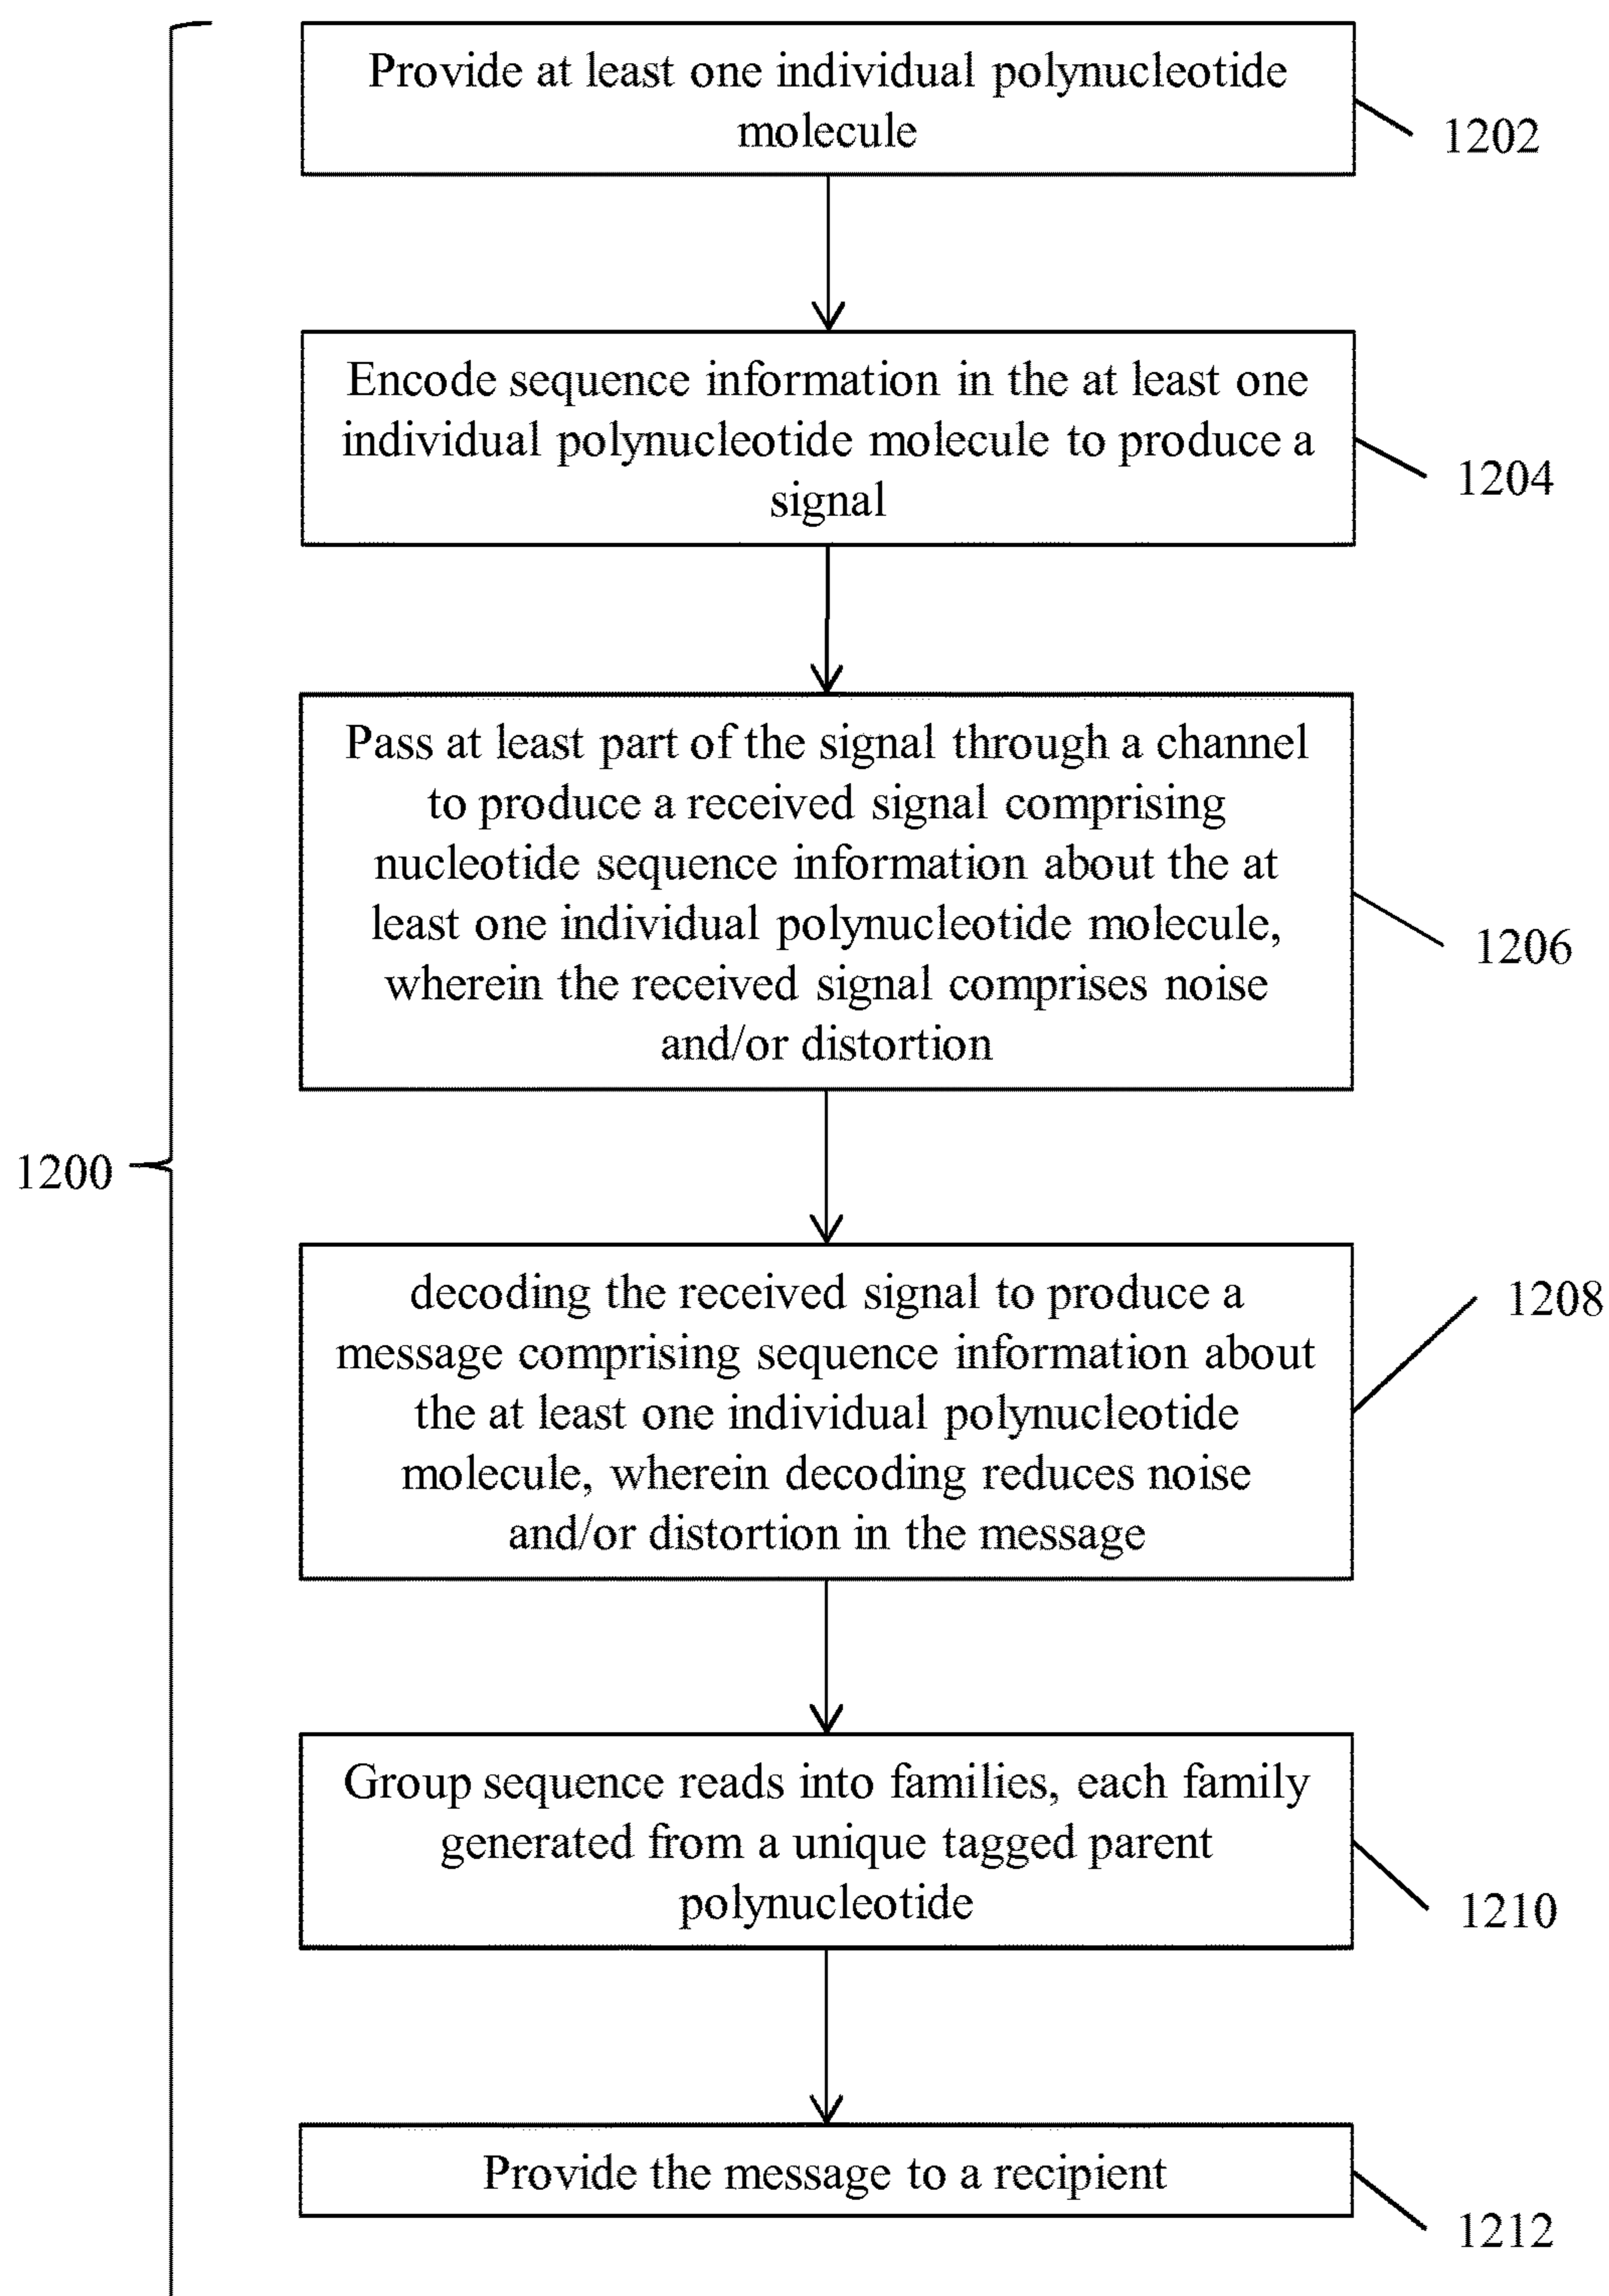 Provide at least one individual polynucleotide
molecule
1202
Encode sequence information in the at least one
individual polynucleotide molecule to produce a
signal
1204
Pass at least part of the signal through a channel
to produce a received signal comprising
nucleotide sequence information about the at
least one individual polynucleotide molecule,
wherein the received signal comprises noise
and/or distortion
1206
1200
decoding the received signal to produce a
message comprising sequence information about
the at least one individual polynucleotide
molecule, wherein decoding reduces noise
and/or distortion in the message
1208
Group sequence reads into families, each family
generated from a unique tagged parent
polynucleotide
1210
Provide the message to a recipient
1212